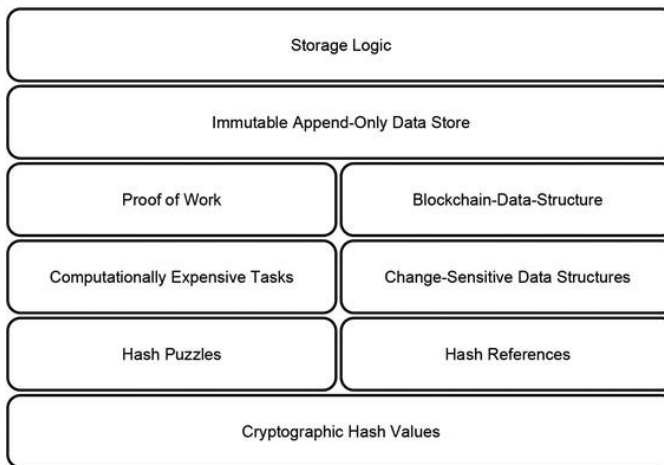 Storage Logic
Immutable Append-Only Data Store
Proof of Work
Blockchain-Data-Structure
Computationally Expensive Tasks
Change-Sensitive Data Structures
Hash Puzzles
Hash References
Cryptographic Hash Values